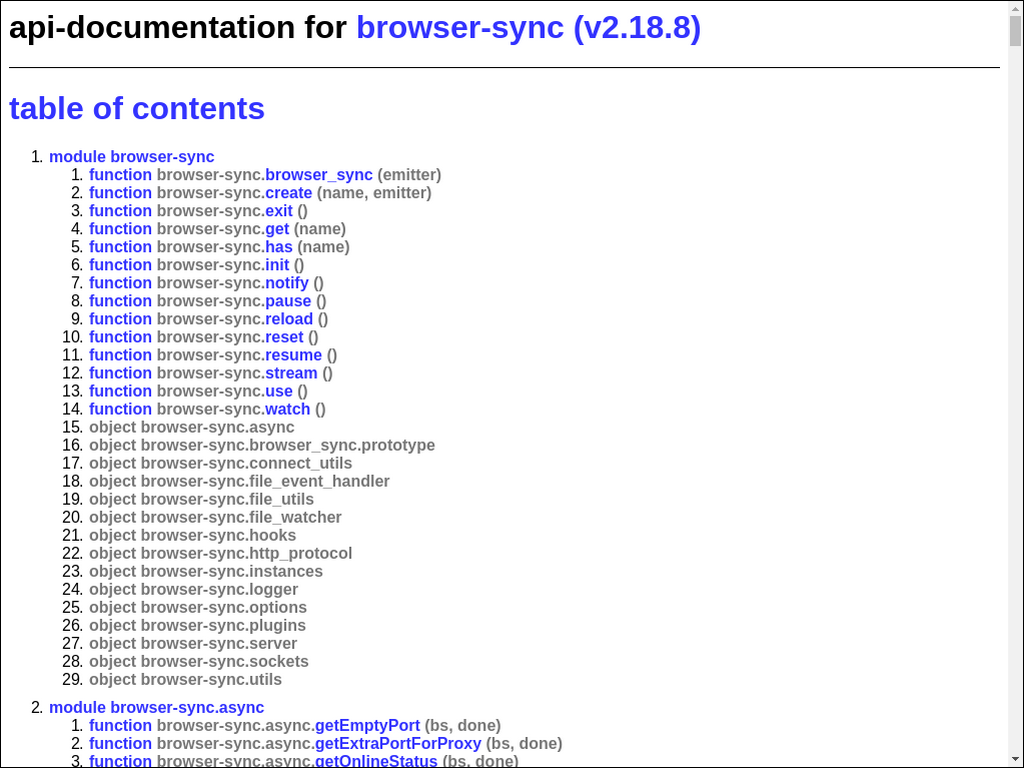 api-documentation for browser-sync (v2.18.8)
table of contents
1. module browser-sync
1. function browser-sync.browser_sync (emitter)
2. function browser-sync.create (name, emitter)
3. function browser-sync.exit ()
4. function browser-sync.get (name)
5. function browser-sync.has (name)
6. function browser-sync.init ()
7. function browser-sync.notify ()
8. function browser-sync.pause ()
9. function browser-sync.reload ()
10. function browser-sync.reset ()
11. function browser-sync.resume ()
12. function browser-sync.stream ()
13. function browser-sync.use ()
14. function browser-sync.watch ()
15. object browser-sync.async
16. object browser-sync.browser_sync.prototype
17. object browser-sync.connect_utils
18. object browser-sync.file_event_handler
19. object browser-sync.file_utils
20. object browser-sync.file_watcher
21. object browser-sync.hooks
22. object browser-sync.http_protocol
23. object browser-sync.instances
24. object browser-sync.logger
25. object browser-sync.options
26. object browser-sync.plugins
27. object browser-sync.server
28. object browser-sync.sockets
29. object browser-sync.utils
2. module browser-sync.async
1. function browser-sync.async.getEmptyPort (bs, done)
2. function browser-sync.async.getExtraPortForProxy (bs, done)
3. function browser-sync.async.getOnlineStatus (bs, done)